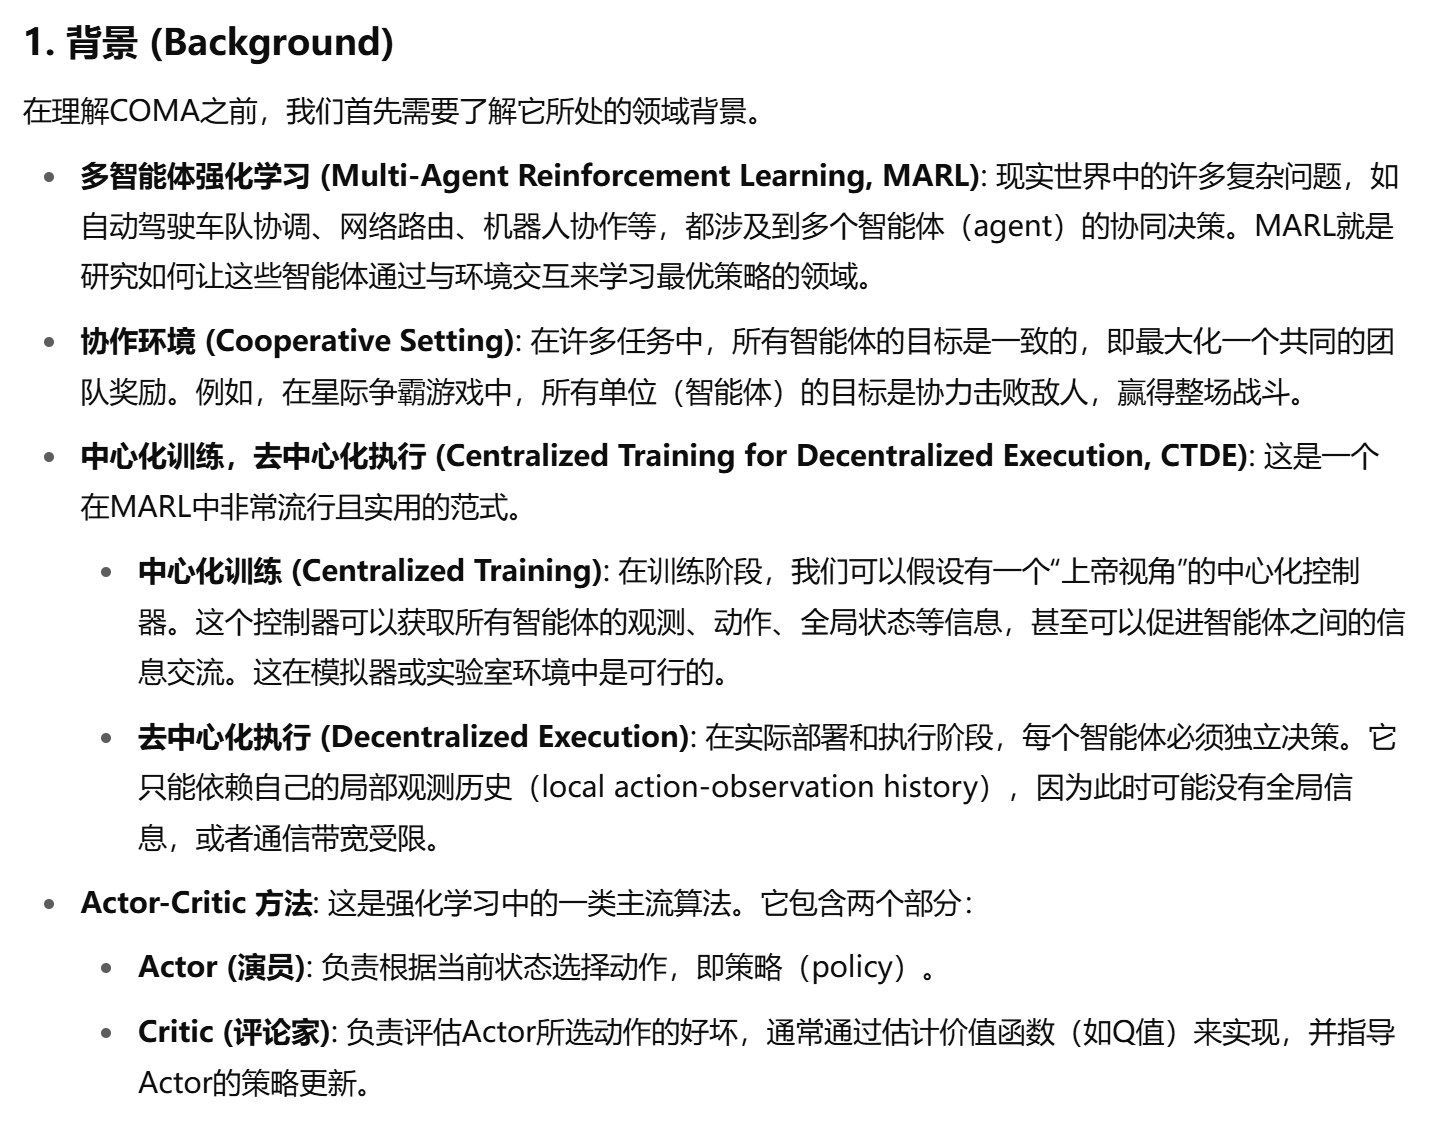 1. 背景 (Background)
在理解COMA之前，我们首先需要了解它所处的领域背景。
• 多智能体强化学习 (Multi-Agent Reinforcement Learning, MARL): 现实世界中的许多复杂问题，如
自动驾驶车队协调、网络路由、机器人协作等，都涉及到多个智能体（agent）的协同决策。MARL就是
研究如何让这些智能体通过与环境交互来学习最优策略的领域。
• 协作环境 (Cooperative Setting): 在许多任务中，所有智能体的目标是一致的，即最大化一个共同的团
队奖励。例如，在星际争霸游戏中，所有单位（智能体）的目标是协力击败敌人，赢得整场战斗。
• 中心化训练，去中心化执行 (Centralized Training for Decentralized Execution, CTDE): 这是一个
在MARL中非常流行且实用的范式。
• 中心化训练 (Centralized Training): 在训练阶段，我们可以假设有一个“上帝视角”的中心化控制
器。这个控制器可以获取所有智能体的观测、动作、全局状态等信息，甚至可以促进智能体之间的信
息交流。这在模拟器或实验室环境中是可行的。
• 去中心化执行 (Decentralized Execution): 在实际部署和执行阶段，每个智能体必须独立决策。它
只能依赖自己的局部观测历史（local action-observation history），因为此时可能没有全局信
息，或者通信带宽受限。
• Actor-Critic 方法: 这是强化学习中的一类主流算法。它包含两个部分：
• Actor (演员): 负责根据当前状态选择动作，即策略（policy）。
• Critic (评论家): 负责评估Actor所选动作的好坏，通常通过估计价值函数（如Q值）来实现，并指导
Actor的策略更新。